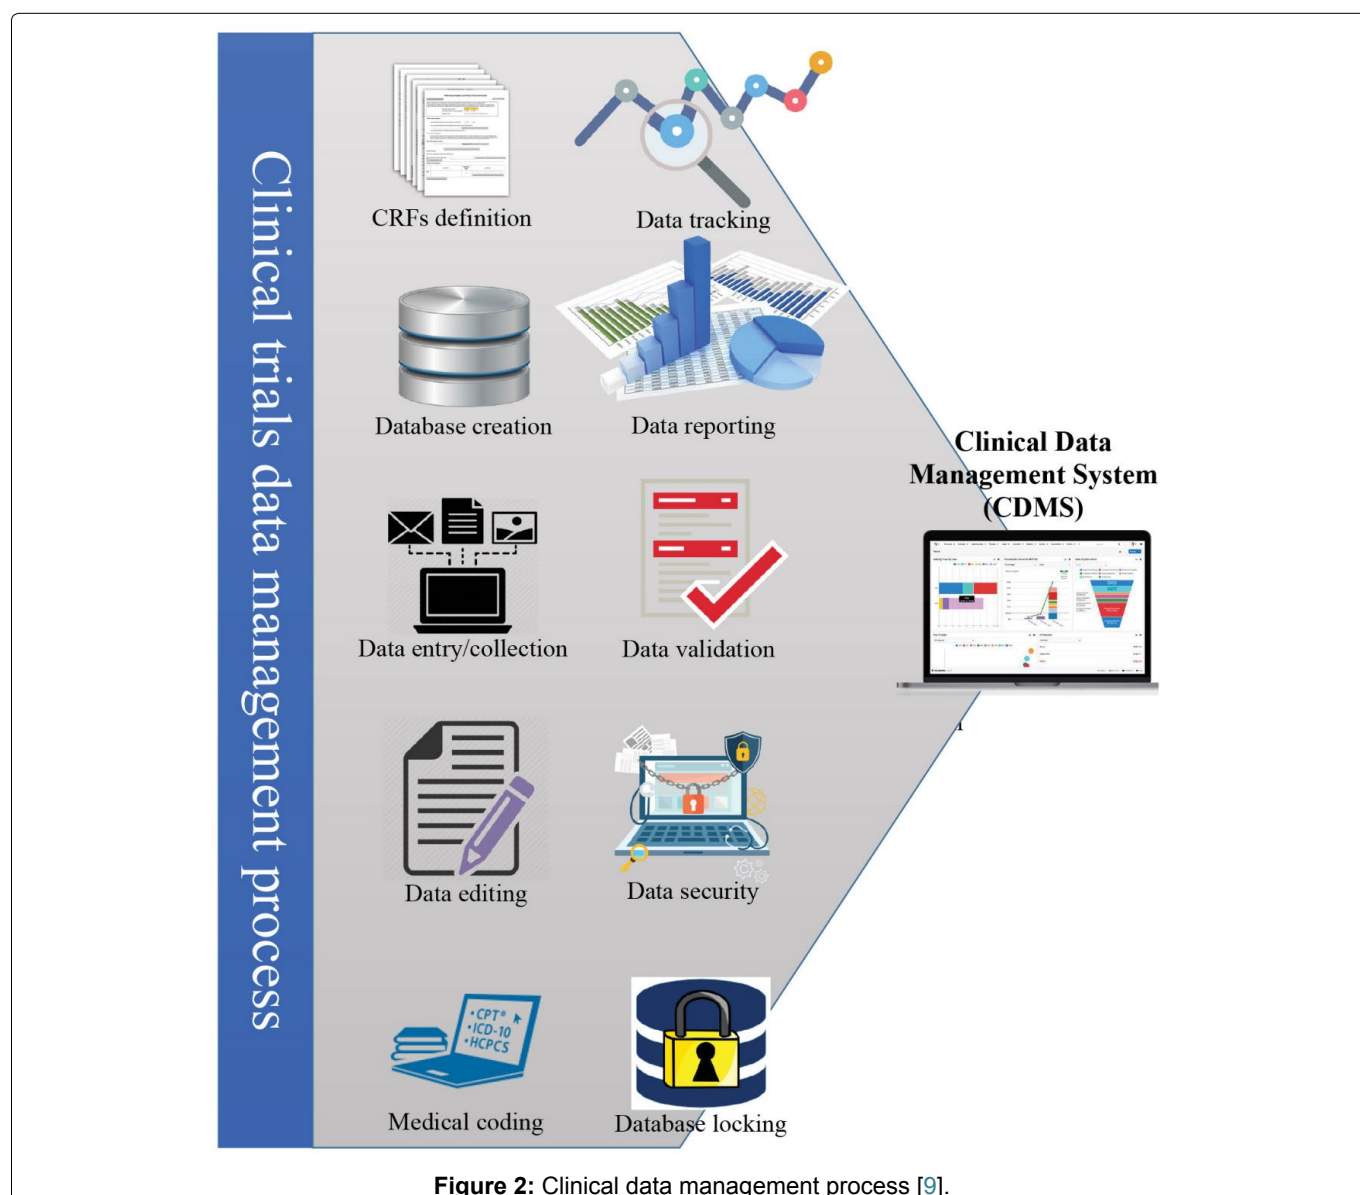 Clinical trials data management process
CRFs definition
Data tracking
Database creation
Data reporting
Data entry/collection
Data validation
Data editing
Data security
•CPT®
•ICD-10
•HCPCS
Medical coding
Database locking
Clinical Data
Management System
(CDMS)
Figure 2: Clinical data management process [9].